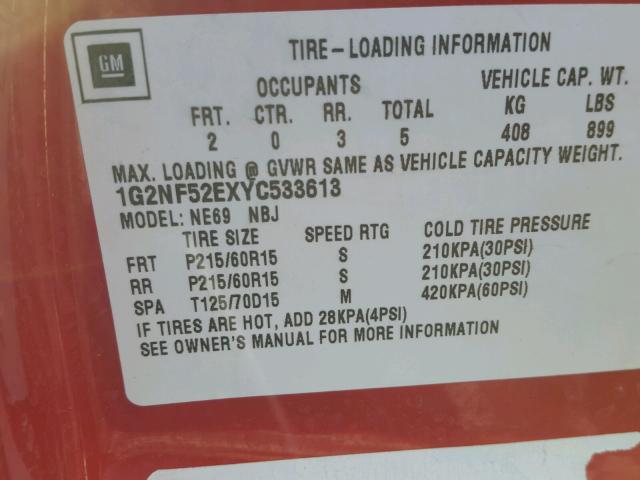 GM
TIRE-LOADING INFORMATION
OCCUPANTS VEHICLE CAP. WT.
FRT. CTR. RR. TOTAL KG LBS
2 0 3 5 408 899
MAX. LOADING @ GVWR SAME AS VEHICLE CAPACITY WEIGHT.
1G2NF52EXYC533613
MODEL: NE69 NBJ
TIRE SIZE SPEED RTG COLD TIRE PRESSURE
FRT P215/60R15 S 210KPA(30PSI)
RR P215/60R15 S 210KPA(30PSI)
SPA T125/70D15 M 420KPA(60PSI)
IF TIRES ARE HOT, ADD 28KPA(4PSI)
SEE OWNER'S MANUAL FOR MORE INFORMATION